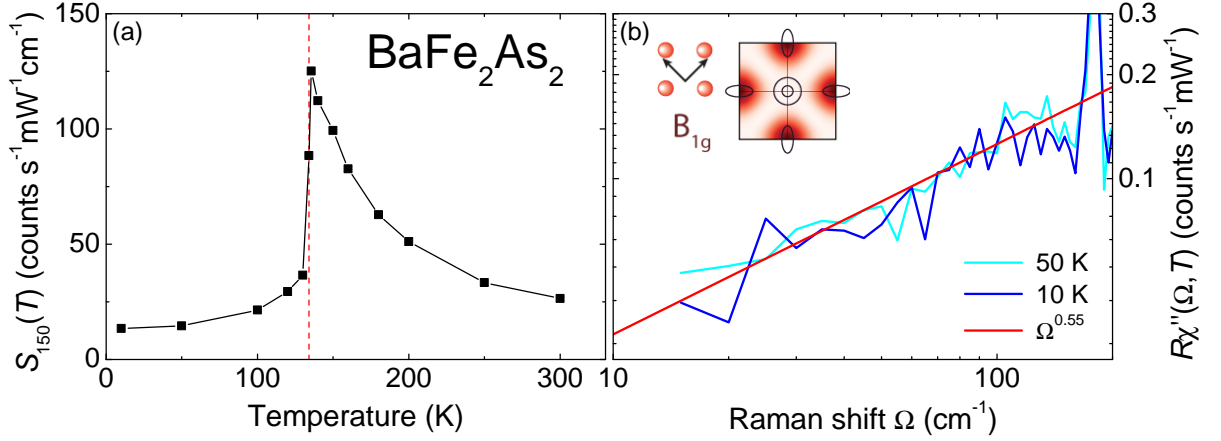 (a)
BaFe₂As₂
150
100
50
0
S₁₅₀(T) (counts s⁻¹mW⁻¹cm⁻¹)
0 100 200 300
Temperature (K)
(b)
B₁g
50 K
10 K
Ω⁰·⁵⁵
0.3
0.2
0.1
Rχ''(Ω,T) (counts s⁻¹mW⁻¹)
10 100
Raman shift Ω (cm⁻¹)